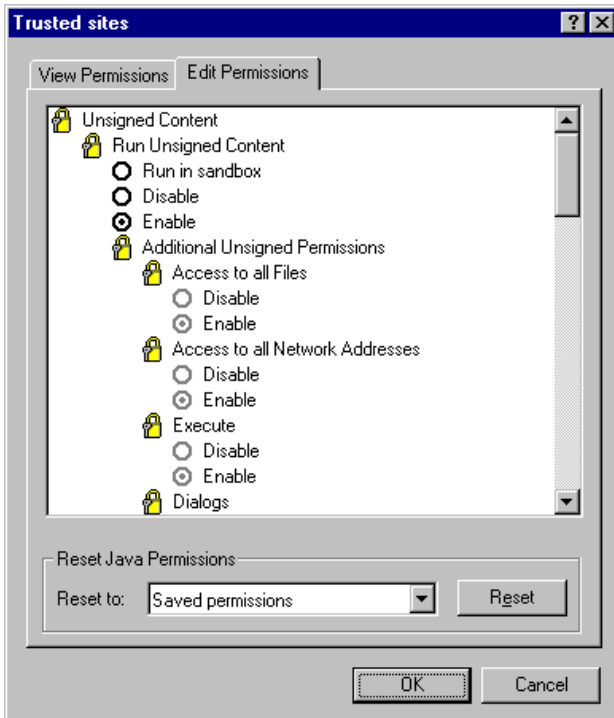 Trusted sites
View Permissions
Edit Permissions
Unsigned Content
Run Unsigned Content
Run in sandbox
Disable
Enable
Additional Unsigned Permissions
Access to all Files
Disable
Enable
Access to all Network Addresses
Disable
Enable
Execute
Disable
Enable
Dialogs
Reset Java Permissions
Reset to: Saved permissions Reset
OK Cancel